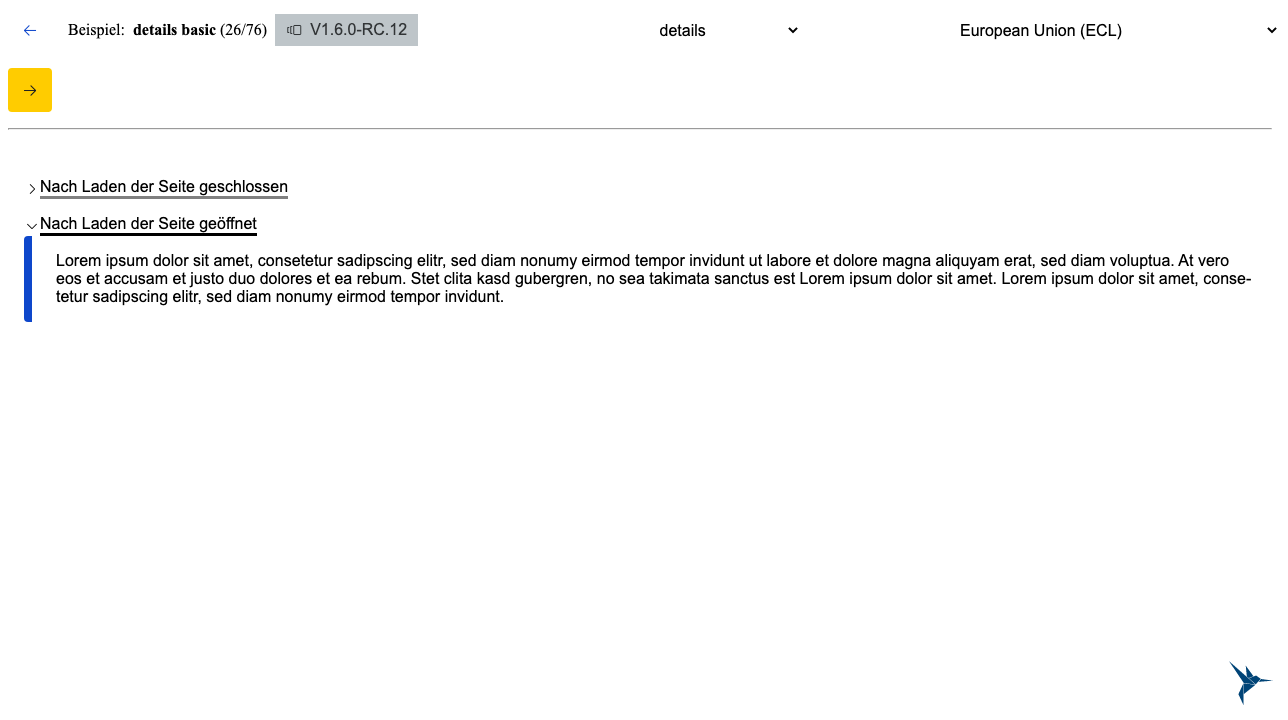 Beispiel: details basic (26/76) V1.6.0-RC.12 details European Union (ECL)
Nach Laden der Seite geschlossen
Nach Laden der Seite geöffnet
Lorem ipsum dolor sit amet, consetetur sadipscing elitr, sed diam nonumy eirmod tempor invidunt ut labore et dolore magna aliquyam erat, sed diam voluptua. At vero
eos et accusam et justo duo dolores et ea rebum. Stet clita kasd gubergren, no sea takimata sanctus est Lorem ipsum dolor sit amet. Lorem ipsum dolor sit amet, conse-
tetur sadipscing elitr, sed diam nonumy eirmod tempor invidunt.